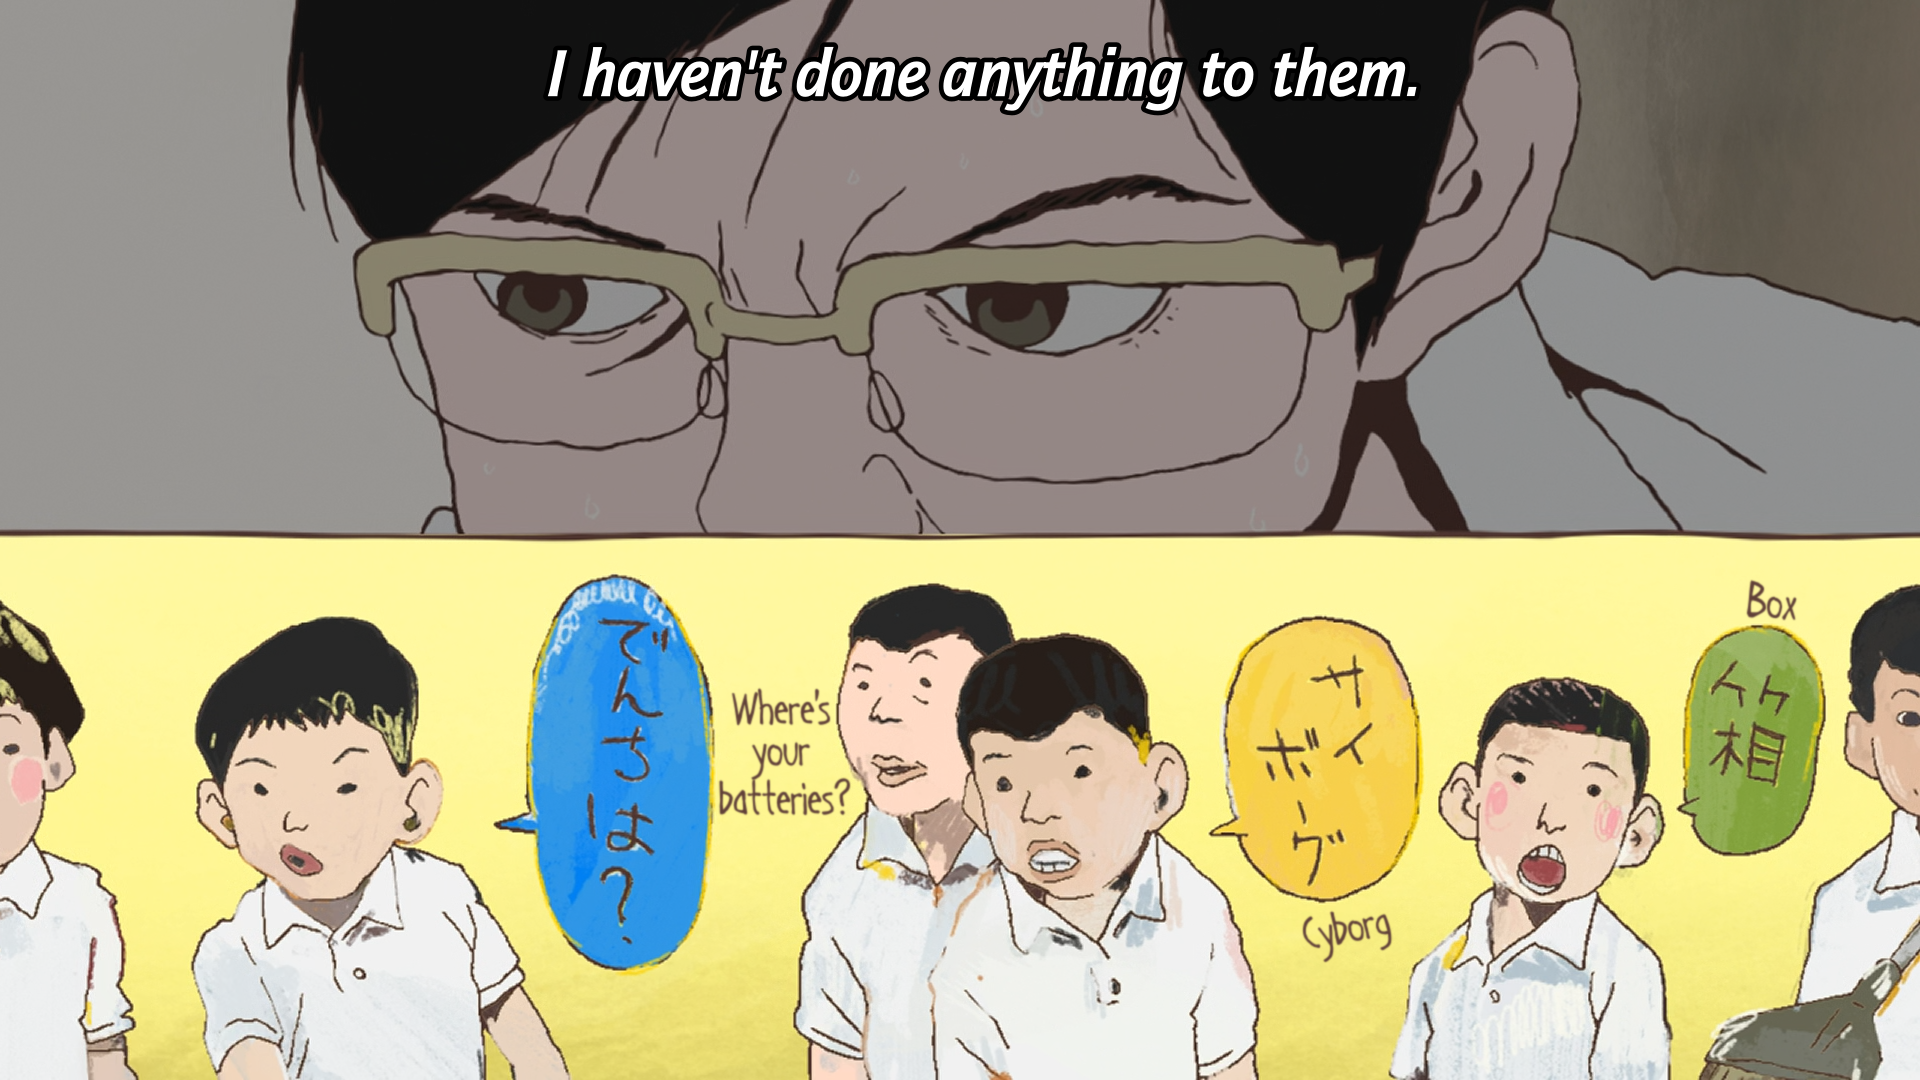 I haven't done anything to them.
でんちは?
Where's
your
batteries?
サイ
ボーグ
Cyborg
Box
箱